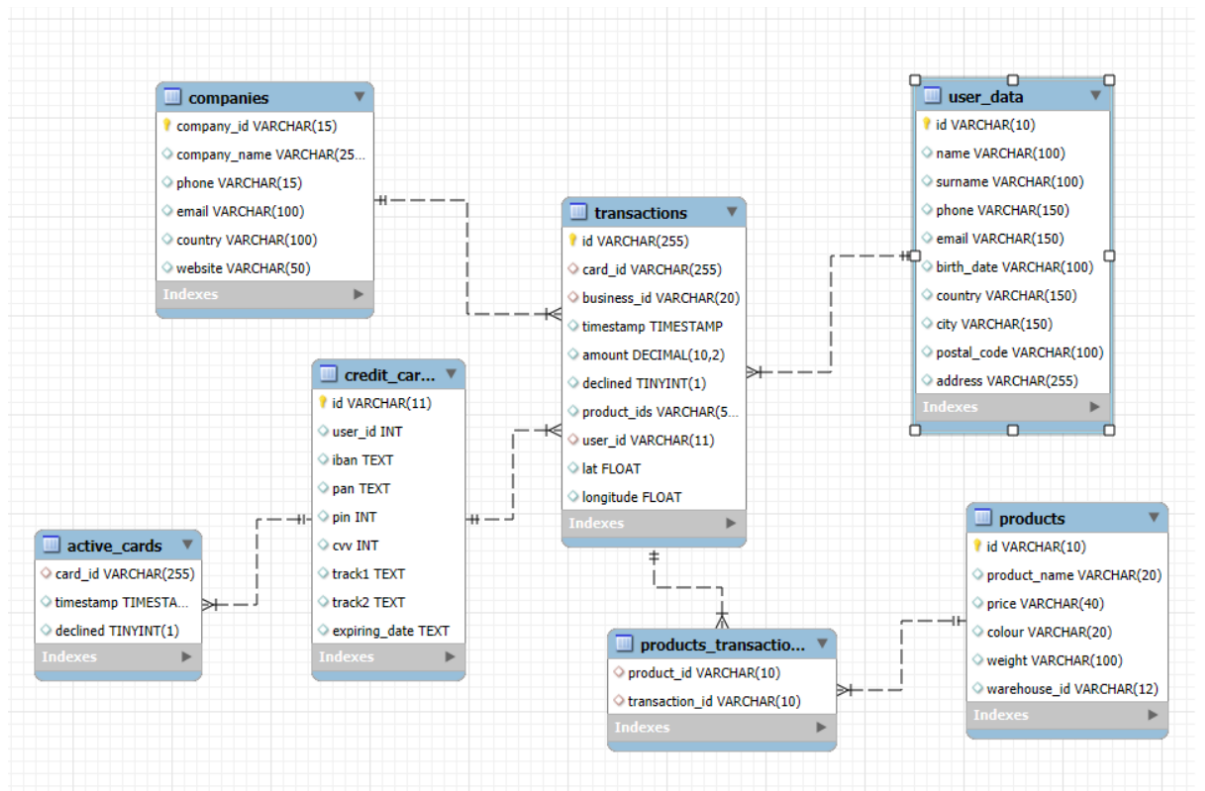 companies
company_id VARCHAR(15)
company_name VARCHAR(25...
phone VARCHAR(15)
email VARCHAR(100)
country VARCHAR(100)
website VARCHAR(50)
Indexes
user_data
id VARCHAR(10)
name VARCHAR(100)
surname VARCHAR(100)
phone VARCHAR(150)
email VARCHAR(150)
birth_date VARCHAR(100)
country VARCHAR(150)
city VARCHAR(150)
postal_code VARCHAR(100)
address VARCHAR(255)
Indexes
transactions
id VARCHAR(255)
card_id VARCHAR(255)
business_id VARCHAR(20)
timestamp TIMESTAMP
amount DECIMAL(10,2)
declined TINYINT(1)
product_ids VARCHAR(5...
user_id VARCHAR(11)
lat FLOAT
longitude FLOAT
Indexes
credit_car...
id VARCHAR(11)
user_id INT
iban TEXT
pan TEXT
pin INT
cvv INT
track1 TEXT
track2 TEXT
expiring_date TEXT
Indexes
active_cards
card_id VARCHAR(255)
timestamp TIMESTA...
declined TINYINT(1)
Indexes
products_transactio...
product_id VARCHAR(10)
transaction_id VARCHAR(10)
Indexes
products
id VARCHAR(10)
product_name VARCHAR(20)
price VARCHAR(40)
colour VARCHAR(20)
weight VARCHAR(100)
warehouse_id VARCHAR(12)
Indexes